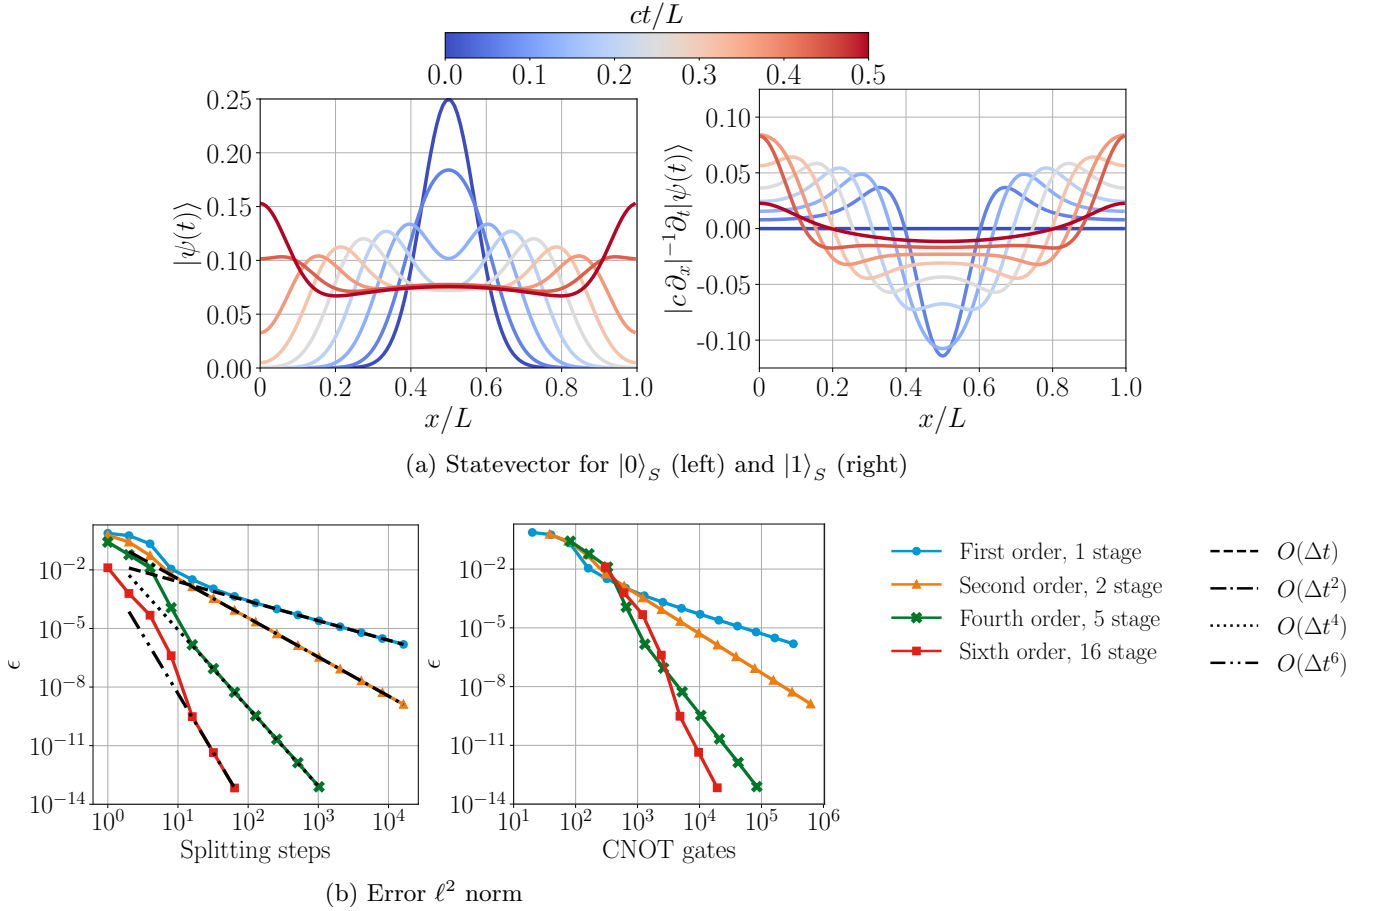 ct/L
0.0 0.1 0.2 0.3 0.4 0.5
|ψ(t)⟩
0.25
0.20
0.15
0.10
0.05
0.00
0 0.2 0.4 0.6 0.8 1.0
x/L
|c ∂ₓ|⁻¹∂ₜ|ψ(t)⟩
0.10
0.05
0.00
-0.05
-0.10
0 0.2 0.4 0.6 0.8 1.0
x/L
(a) Statevector for |0⟩_S (left) and |1⟩_S (right)
ϵ
10⁻²
10⁻⁵
10⁻⁸
10⁻¹¹
10⁻¹⁴
10⁰ 10¹ 10² 10³ 10⁴
Splitting steps
ϵ
10⁻²
10⁻⁵
10⁻⁸
10⁻¹¹
10⁻¹⁴
10¹ 10² 10³ 10⁴ 10⁵ 10⁶
CNOT gates
First order, 1 stage
Second order, 2 stage
Fourth order, 5 stage
Sixth order, 16 stage
O(Δt)
O(Δt²)
O(Δt⁴)
O(Δt⁶)
(b) Error ℓ² norm